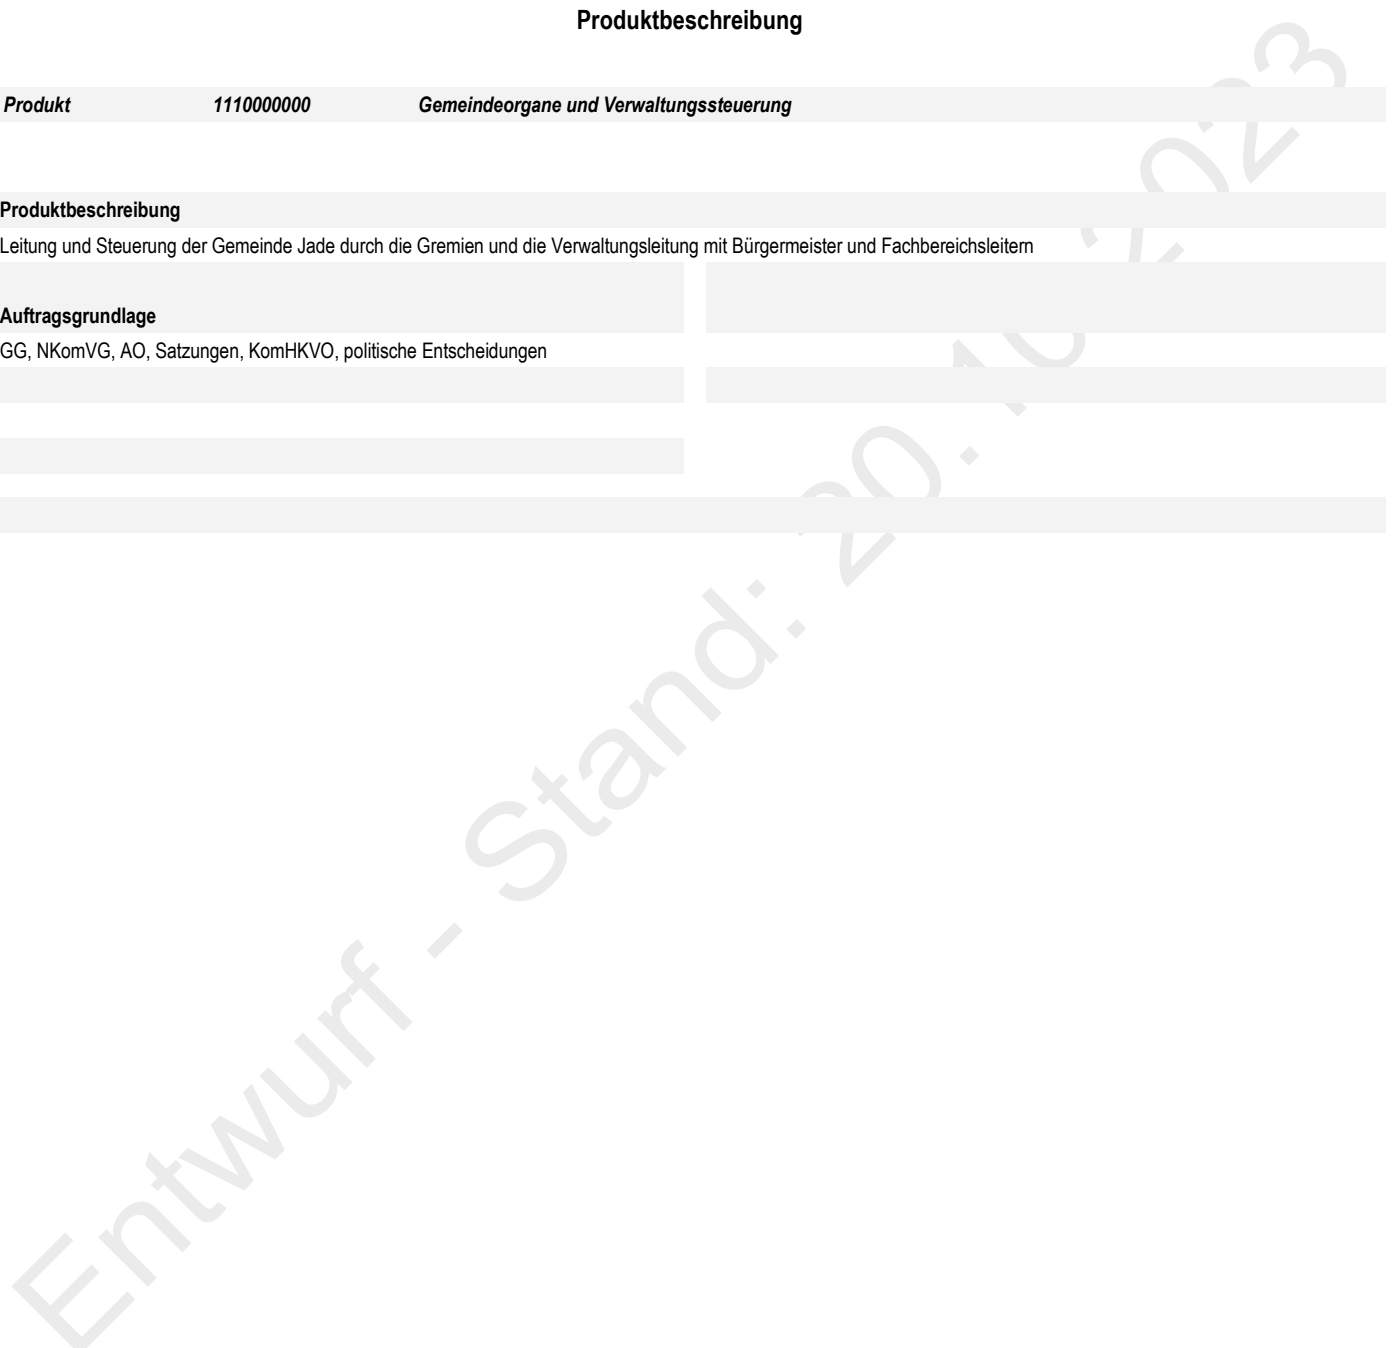 Produktbeschreibung
Produkt 1110000000 Gemeindeorgane und Verwaltungssteuerung
Produktbeschreibung
Leitung und Steuerung der Gemeinde Jade durch die Gremien und die Verwaltungsleitung mit Bürgermeister und Fachbereichsleitern
Auftragsgrundlage
GG, NKomVG, AO, Satzungen, KomHKVO, politische Entscheidungen
Entwurf - Stand: 20.10.2023